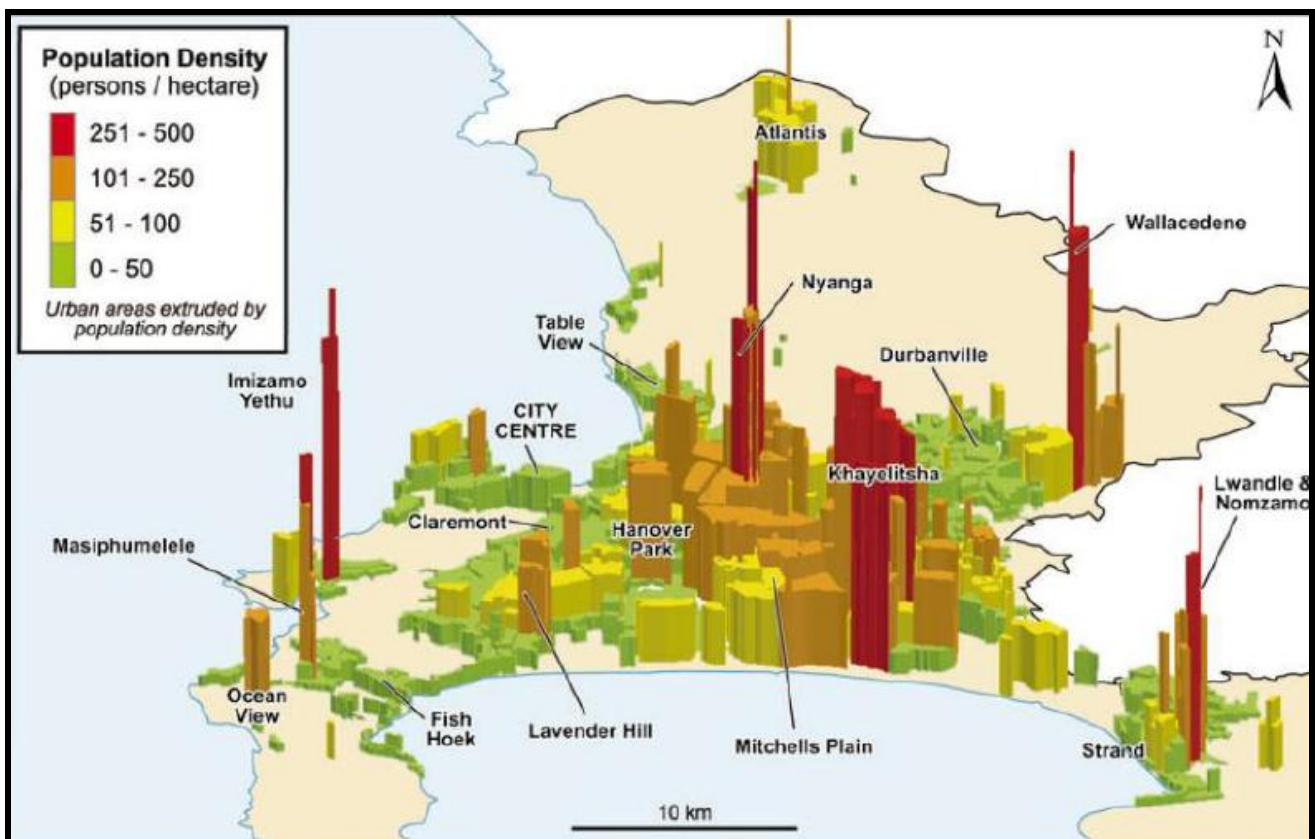 Population Density
(persons / hectare)
251 - 500
101 - 250
51 - 100
0 - 50
Urban areas extruded by
population density
N
Atlantis
Wallacedene
Nyanga
Table
View
Durbanville
Imizamo
Yethu
CITY
CENTRE
Khayelitsha
Lwandle &
Nomzamo
Claremont
Hanover
Park
Masiphumelele
Ocean
View
Fish
Hoek
Lavender Hill
Mitchells Plain
Strand
10 km